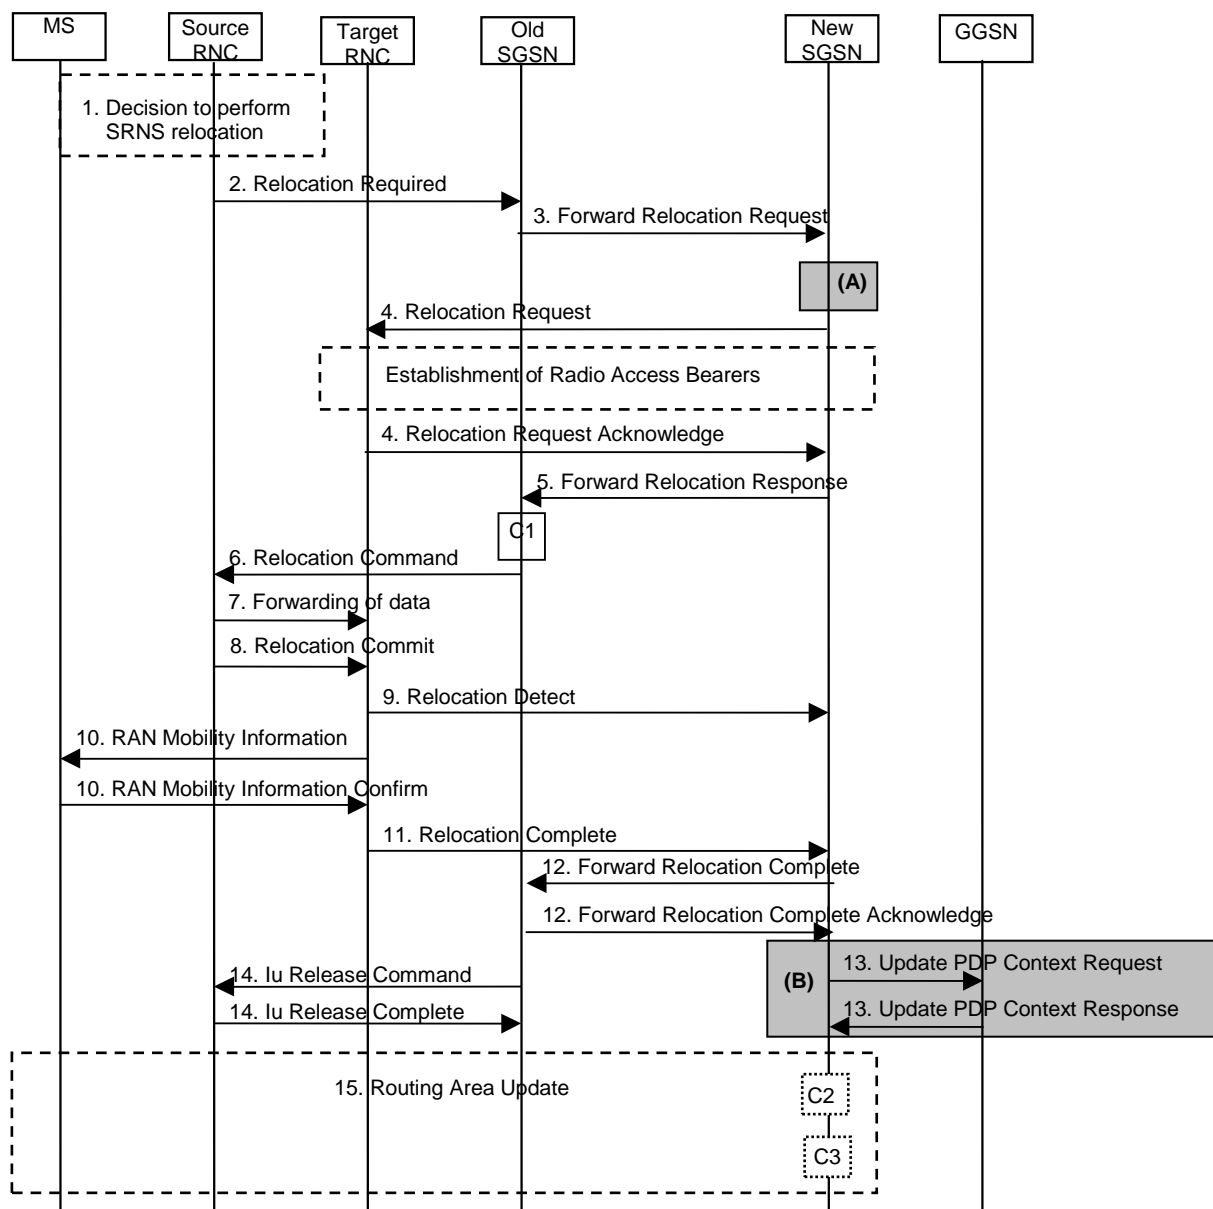 MS
Source
RNC
Target
RNC
Old
SGSN
New
SGSN
GGSN
1. Decision to perform
SRNS relocation
2. Relocation Required
3. Forward Relocation Request
(A)
4. Relocation Request
Establishment of Radio Access Bearers
4. Relocation Request Acknowledge
5. Forward Relocation Response
C1
6. Relocation Command
7. Forwarding of data
8. Relocation Commit
9. Relocation Detect
10. RAN Mobility Information
10. RAN Mobility Information Confirm
11. Relocation Complete
12. Forward Relocation Complete
12. Forward Relocation Complete Acknowledge
(B)
13. Update PDP Context Request
14. Iu Release Command
13. Update PDP Context Response
14. Iu Release Complete
15. Routing Area Update
C2
C3